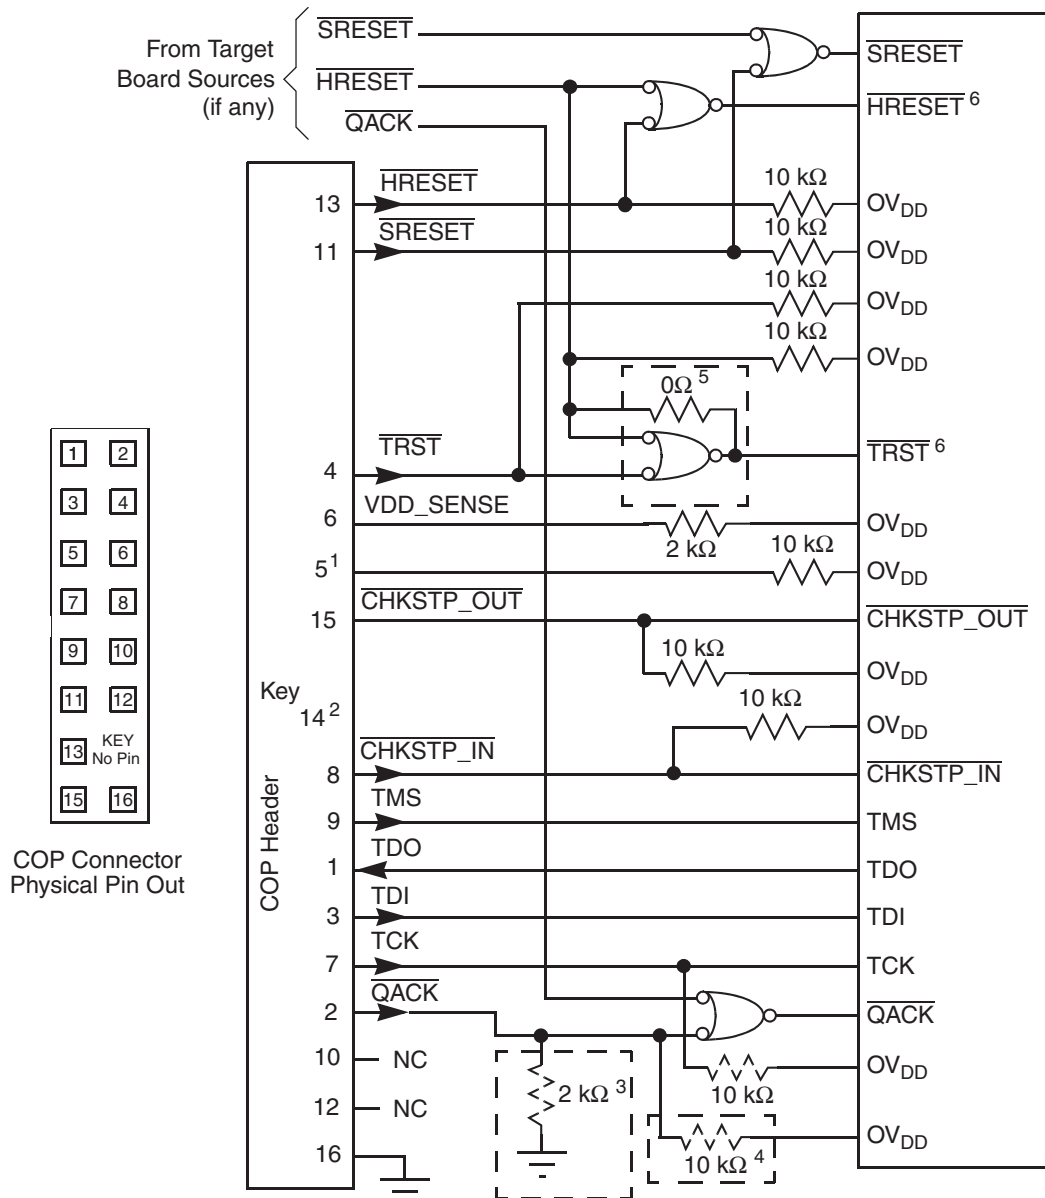 From Target
Board Sources
(if any)
SRESET
HRESET
QACK
SRESET
HRESET 6
13
HRESET
10 kΩ
OVDD
11
SRESET
10 kΩ
OVDD
10 kΩ
OVDD
10 kΩ
OVDD
0Ω 5
4
TRST
TRST 6
6
VDD_SENSE
2 kΩ
OVDD
5 1
10 kΩ
OVDD
15
CHKSTP_OUT
CHKSTP_OUT
10 kΩ
OVDD
Key
14 2
10 kΩ
OVDD
8
CHKSTP_IN
CHKSTP_IN
9
TMS
TMS
1
TDO
TDO
3
TDI
TDI
7
TCK
TCK
2
QACK
QACK
10
NC
10 kΩ
OVDD
12
NC
2 kΩ 3
10 kΩ 4
OVDD
16
COP Header
1 2
3 4
5 6
7 8
9 10
11 12
13 KEY
No Pin
15 16
COP Connector
Physical Pin Out